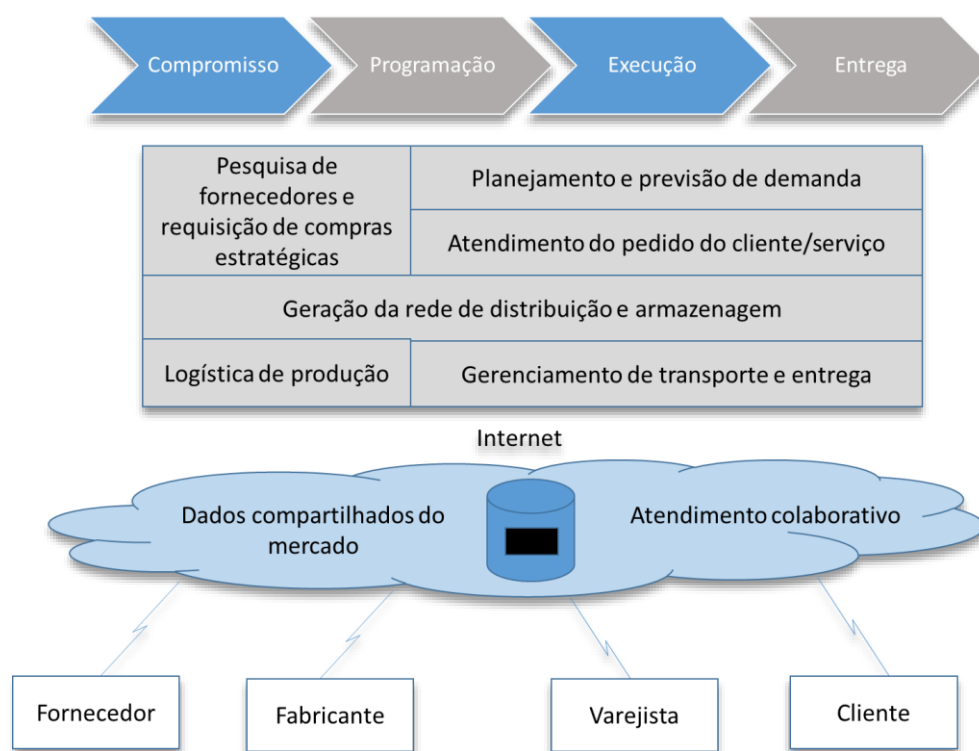 Compromisso
Programação
Execução
Entrega
Pesquisa de
fornecedores e
requisição de compras
estratégicas
Planejamento e previsão de demanda
Atendimento do pedido do cliente/serviço
Geração da rede de distribuição e armazenagem
Logística de produção
Gerenciamento de transporte e entrega
Internet
Dados compartilhados do
mercado
Atendimento colaborativo
Fornecedor
Fabricante
Varejista
Cliente